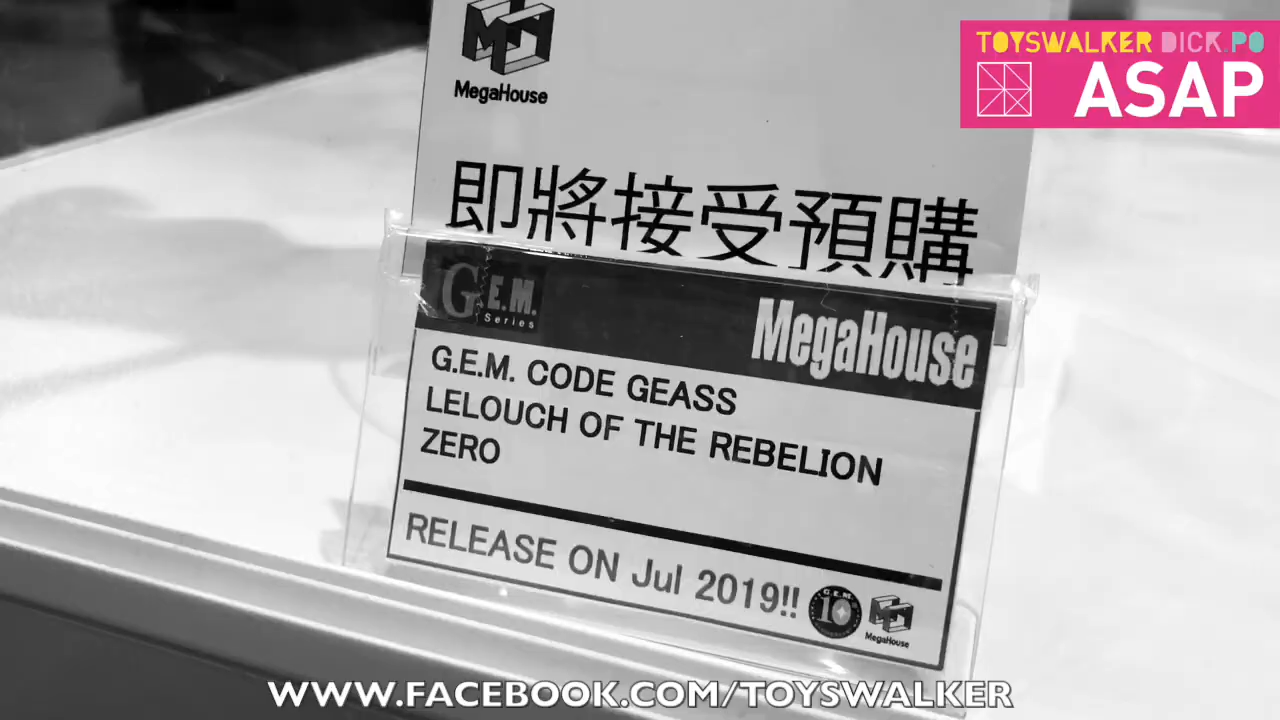 TOYSWALKER DICK.PO
ASAP
MegaHouse
即將接受預購
G.E.M.
Series
MegaHouse
G.E.M. CODE GEASS
LELOUCH OF THE REBELION
ZERO
RELEASE ON Jul 2019!!
G.E.M.
10
MegaHouse
WWW.FACEBOOK.COM/TOYSWALKER